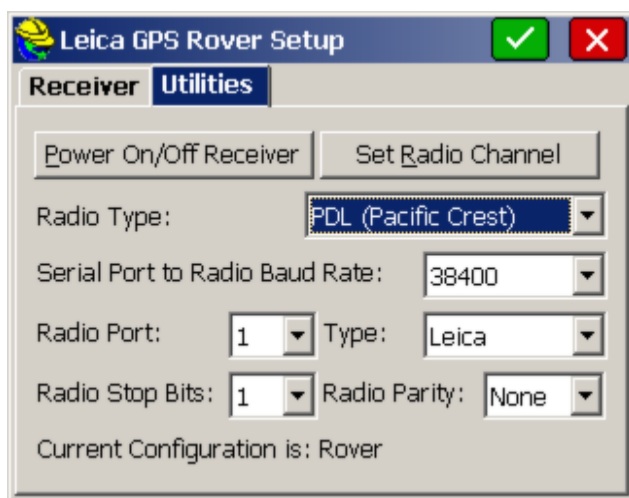 Leica GPS Rover Setup
Receiver Utilities
Power On/Off Receiver Set Radio Channel
Radio Type: PDL (Pacific Crest)
Serial Port to Radio Baud Rate: 38400
Radio Port: 1 Type: Leica
Radio Stop Bits: 1 Radio Parity: None
Current Configuration is: Rover